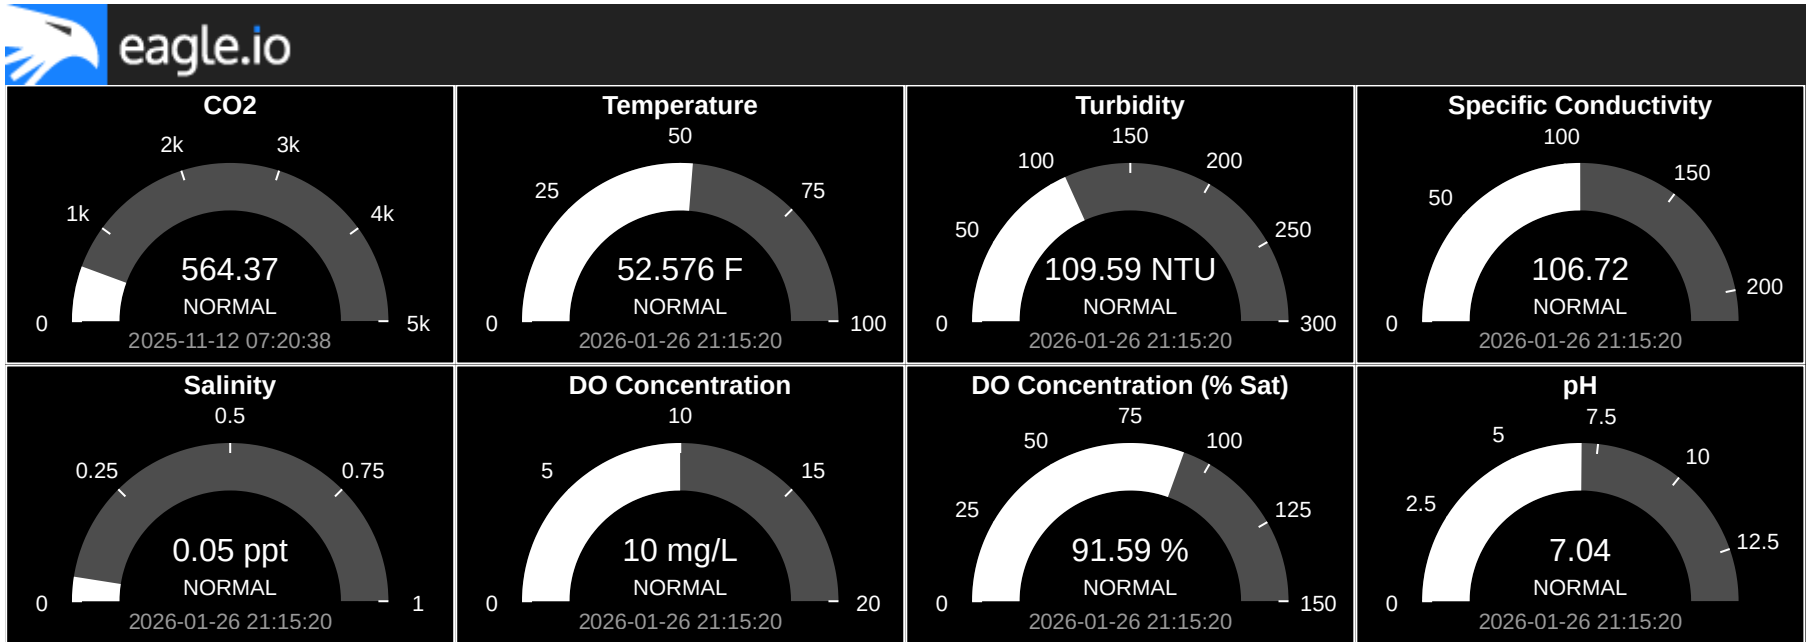 eagle.io
CO2
2k
3k
1k
4k
564.37
NORMAL
0
5k
2025-11-12 07:20:38
Temperature
50
25
75
52.576 F
NORMAL
0
100
2026-01-26 21:15:20
Turbidity
150
100
200
50
250
109.59 NTU
NORMAL
0
300
2026-01-26 21:15:20
Specific Conductivity
100
150
50
106.72
200
NORMAL
0
2026-01-26 21:15:20
Salinity
0.5
0.25
0.75
0.05 ppt
NORMAL
0
1
2026-01-26 21:15:20
DO Concentration
10
5
15
10 mg/L
NORMAL
0
20
2026-01-26 21:15:20
DO Concentration (% Sat)
75
50
100
25
125
91.59 %
NORMAL
0
150
2026-01-26 21:15:20
pH
7.5
5
10
2.5
12.5
7.04
NORMAL
0
2026-01-26 21:15:20